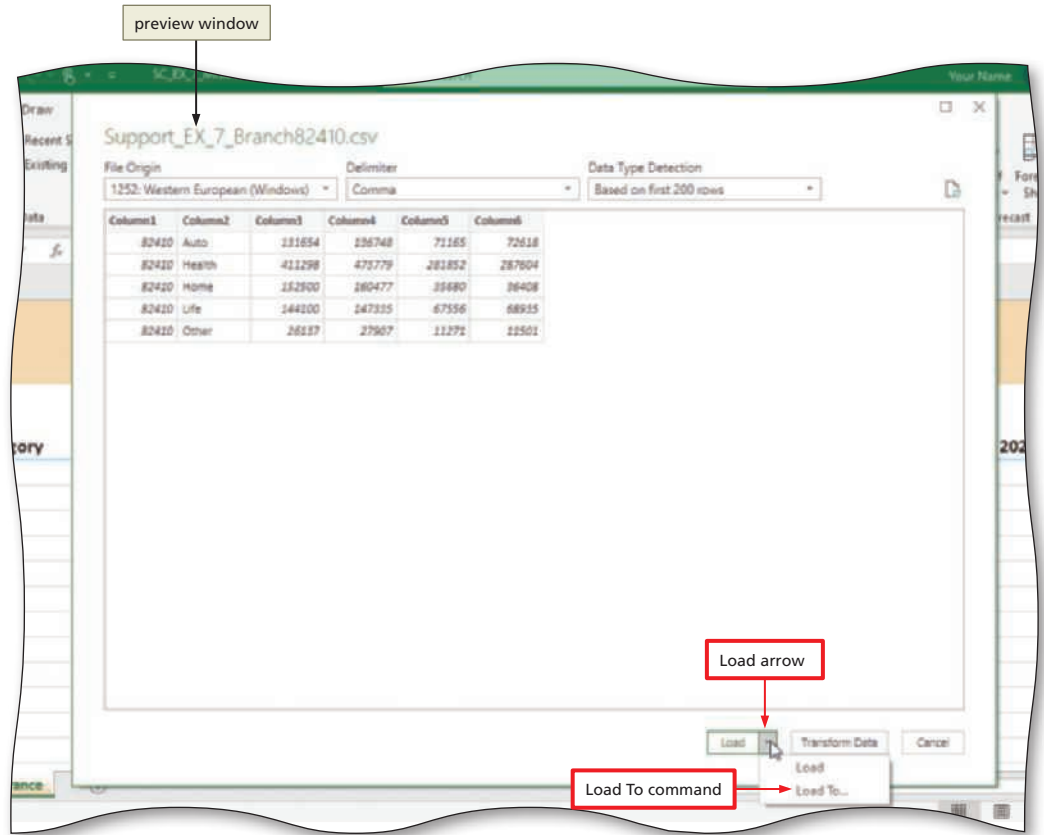 preview window
Your Name
Draw
Recent S
Existing
Support_EX_7_Branch82410.csv
File Origin Delimiter Data Type Detection
1252: Western European (Windows) Comma Based on first 200 rows
Column1 Column2 Column3 Column4 Column5 Column6
82410 Auto 131654 136748 71165 72618
82410 Health 411298 475779 281852 287604
82410 Home 152500 160477 35680 36408
82410 Life 144100 147335 67556 68935
82410 Other 26137 27907 11271 11501
fx
Fore
Sh
recast
tory
202
Load arrow
Load Transform Data Cancel
Load
Load To command
Load To...
ance